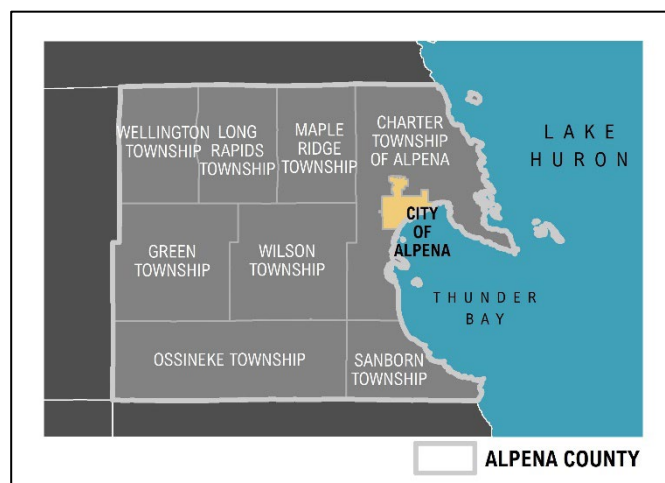 WELLINGTON
TOWNSHIP
LONG
RAPIDS
TOWNSHIP
MAPLE
RIDGE
TOWNSHIP
CHARTER
TOWNSHIP
OF ALPENA
LAKE
HURON
CITY
OF
ALPENA
GREEN
TOWNSHIP
WILSON
TOWNSHIP
THUNDER
BAY
OSSINEKE TOWNSHIP
SANBORN
TOWNSHIP
ALPENA COUNTY